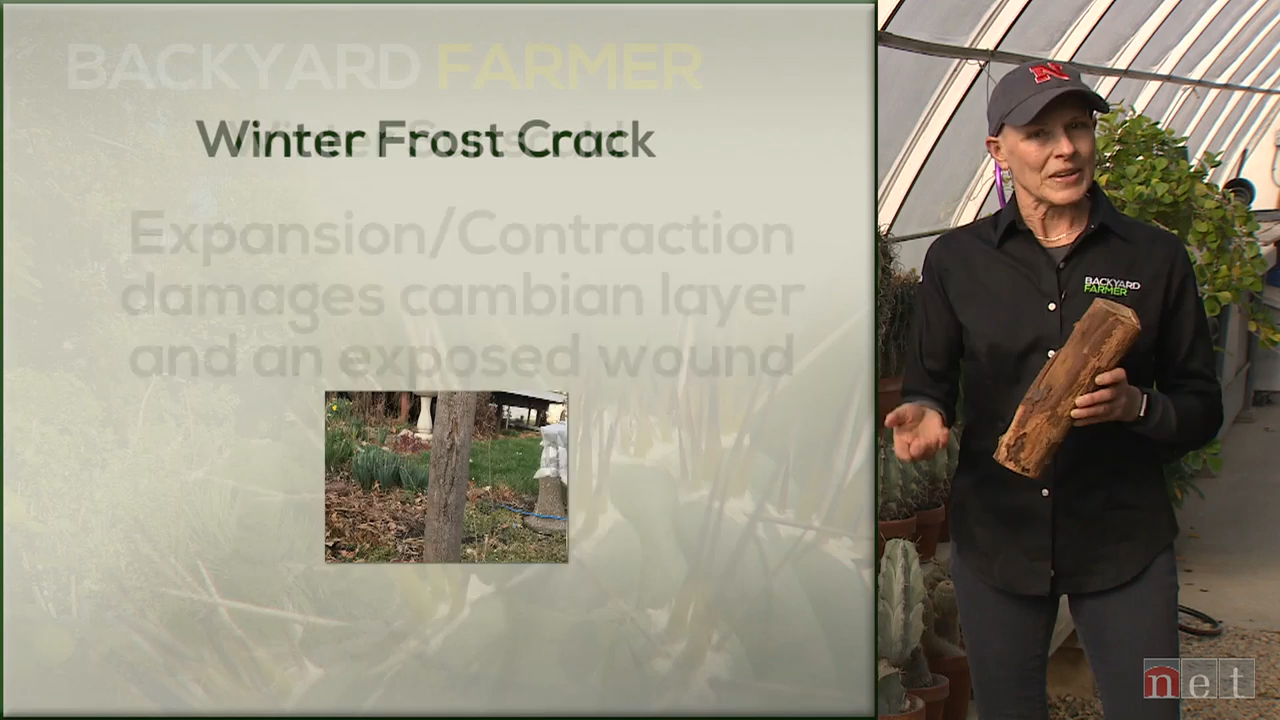 BACKYARD FARMER
Winter Frost Crack
Expansion/Contraction
damages cambian layer
and an exposed wound
N
BACKYARD
FARMER
net